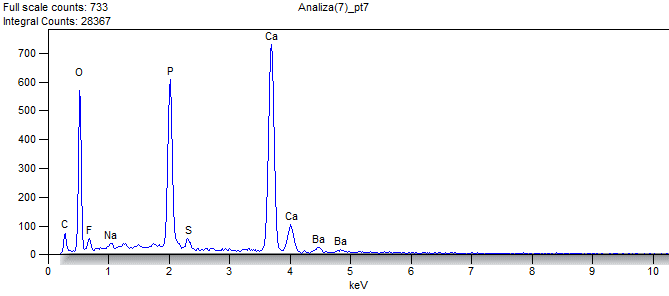 Full scale counts: 733
Analiza(7)_pt7
Integral Counts: 28367
Ca
700
O
P
600
500
400
300
200
C
F
Na
S
Ca
Ba
Ba
100
0
0 1 2 3 4 5 6 7 8 9 10
keV